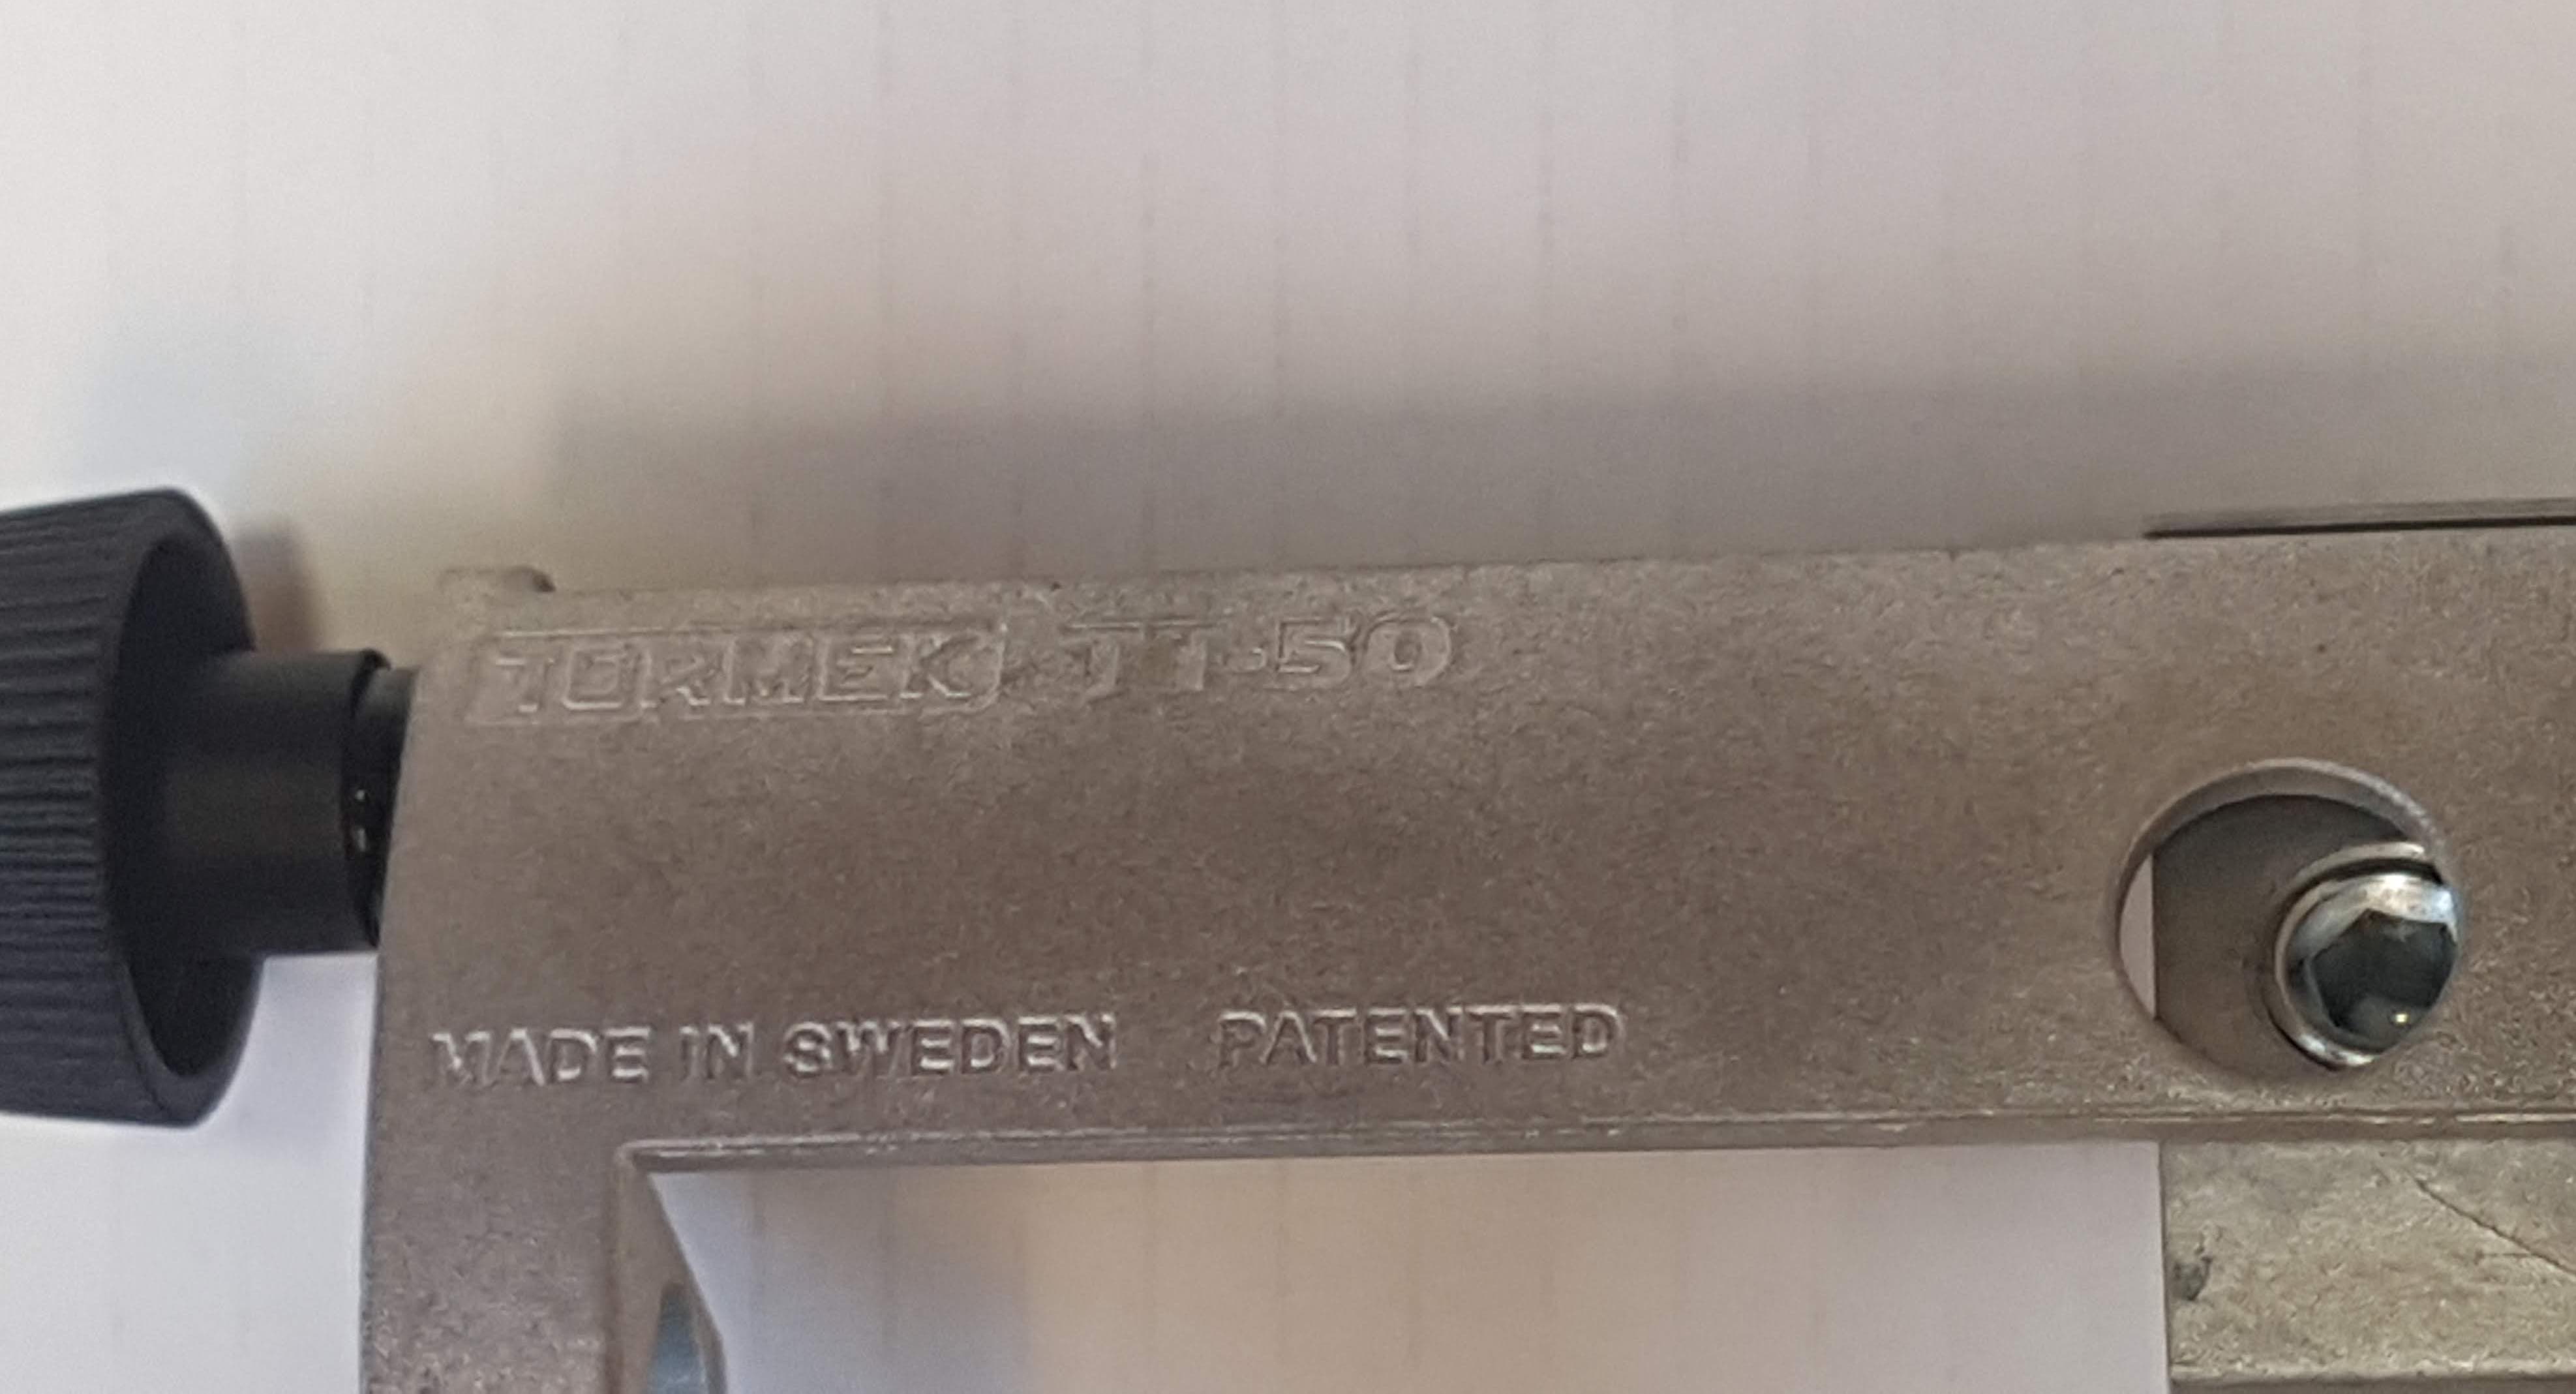 TORMEK TT-50
MADE IN SWEDEN PATENTED